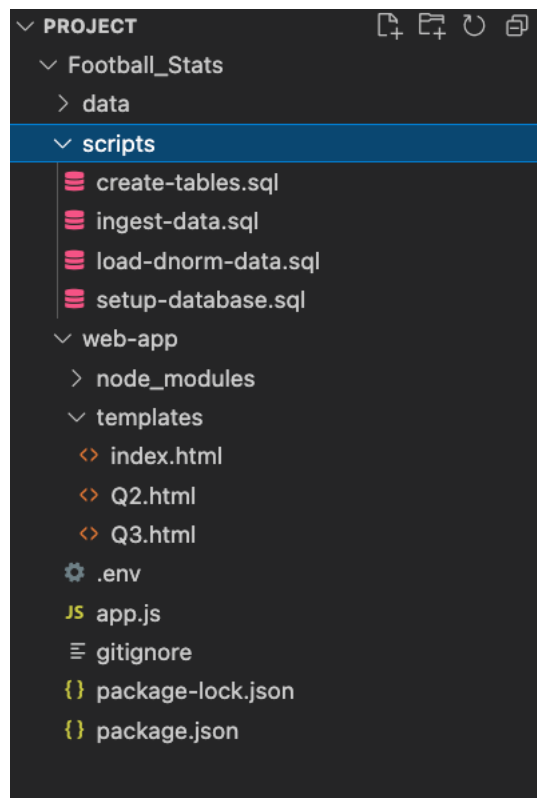 PROJECT
Football_Stats
data
scripts
create-tables.sql
ingest-data.sql
load-dnorm-data.sql
setup-database.sql
web-app
node_modules
templates
index.html
Q2.html
Q3.html
.env
JS app.js
gitignore
{} package-lock.json
{} package.json